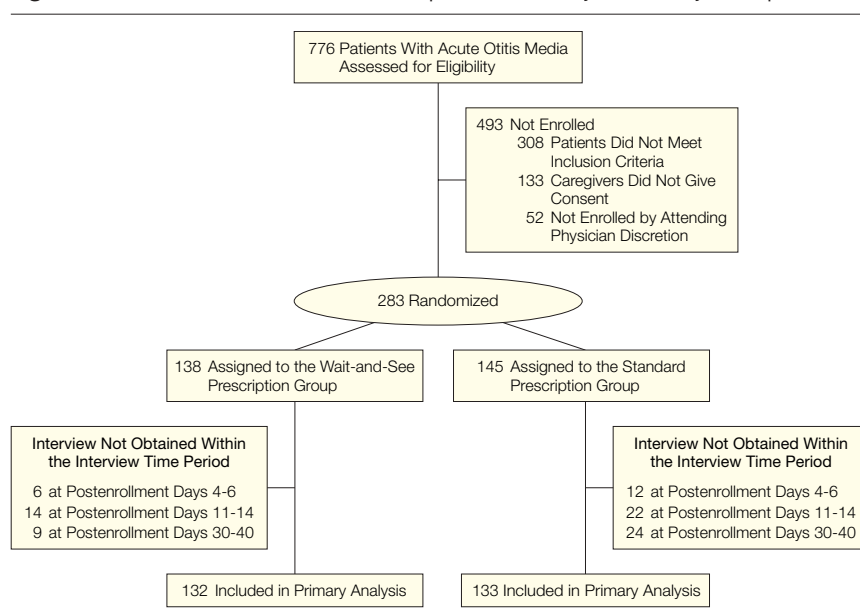 776 Patients With Acute Otitis Media
Assessed for Eligibility
493 Not Enrolled
308 Patients Did Not Meet
Inclusion Criteria
133 Caregivers Did Not Give
Consent
52 Not Enrolled by Attending
Physician Discretion
283 Randomized
138 Assigned to the Wait-and-See
Prescription Group
145 Assigned to the Standard
Prescription Group
Interview Not Obtained Within
the Interview Time Period
6 at Postenrollment Days 4-6
14 at Postenrollment Days 11-14
9 at Postenrollment Days 30-40
Interview Not Obtained Within
the Interview Time Period
12 at Postenrollment Days 4-6
22 at Postenrollment Days 11-14
24 at Postenrollment Days 30-40
132 Included in Primary Analysis
133 Included in Primary Analysis